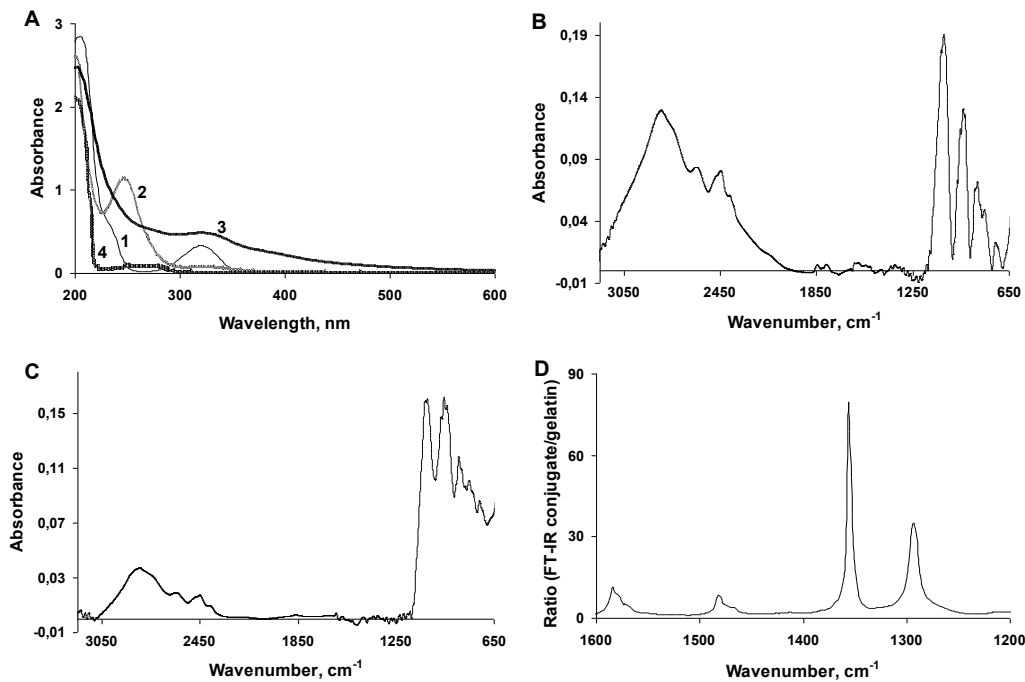 A
Absorbance
3
2
1
0
200 300 400 500 600
Wavelength, nm
1
2
3
4
B
Absorbance
0,19
0,14
0,09
0,04
-0,01
3050 2450 1850 1250 650
Wavenumber, cm-1
C
Absorbance
0,15
0,11
0,07
0,03
-0,01
3050 2450 1850 1250 650
Wavenumber, cm-1
D
Ratio (FT-IR conjugate/gelatin)
90
60
30
0
1600 1500 1400 1300 1200
Wavenumber, cm-1